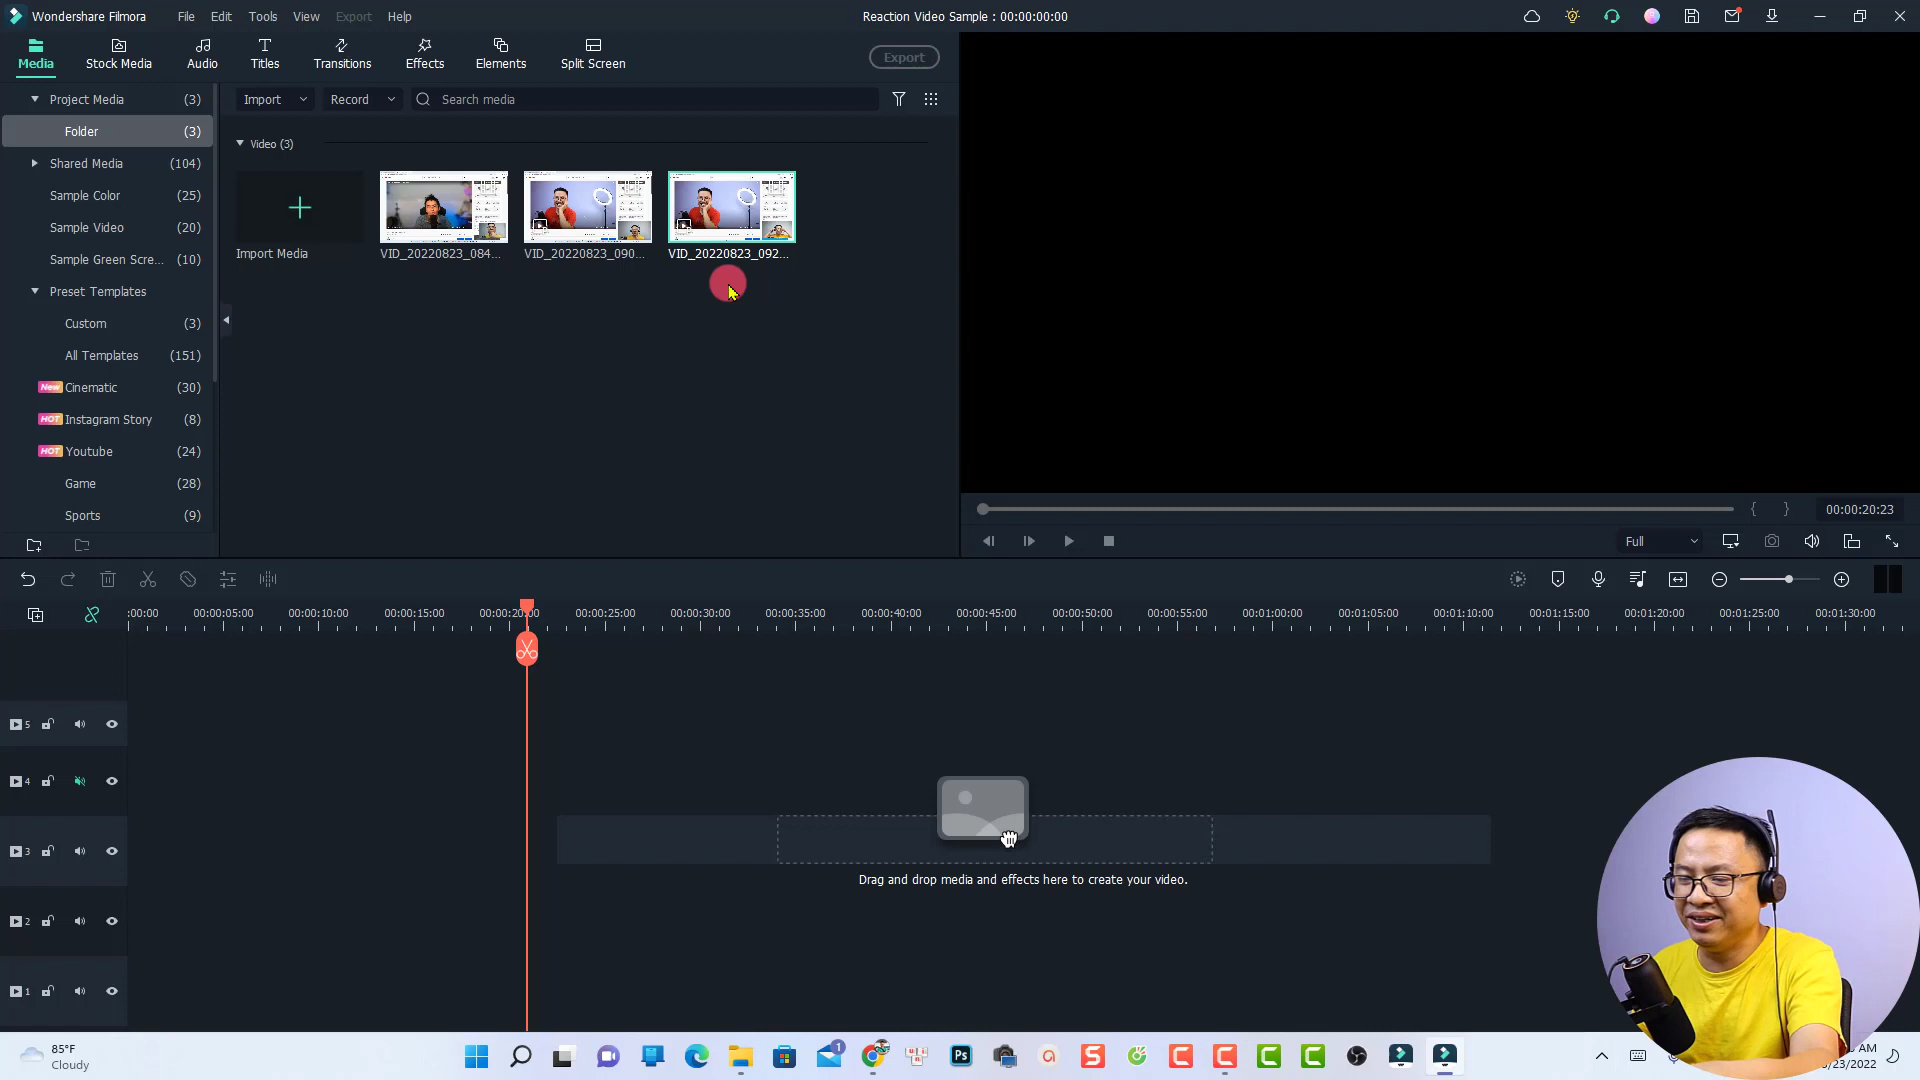 Wondershare Filmora File Edit Tools View Export Help Reaction Video Sample : 00:00:00:00
Media Stock Media Audio Titles Transitions Effects Elements Split Screen Export
Project Media (3)
Folder (3)
Shared Media (104)
Sample Color (25)
Sample Video (20)
Sample Green Scre... (10)
Preset Templates
Custom (3)
All Templates (151)
New Cinematic (30)
HOT Instagram Story (8)
HOT Youtube (24)
Game (28)
Sports (9)
Import Record Search media
Video (3)
Import Media VID_20220823_084... VID_20220823_090... VID_20220823_092...
{ } 00:00:20:23
Full
:00:00 00:00:05:00 00:00:10:00 00:00:15:00 00:00:20:00 00:00:25:00 00:00:30:00 00:00:35:00 00:00:40:00 00:00:45:00 00:00:50:00 00:00:55:00 00:01:00:00 00:01:05:00 00:01:10:00 00:01:15:00 00:01:20:00 00:01:25:00 00:01:30:00
5
4
3
2
1
Drag and drop media and effects here to create your video.
85°F
Cloudy
1
Ps
AM
/23/2022